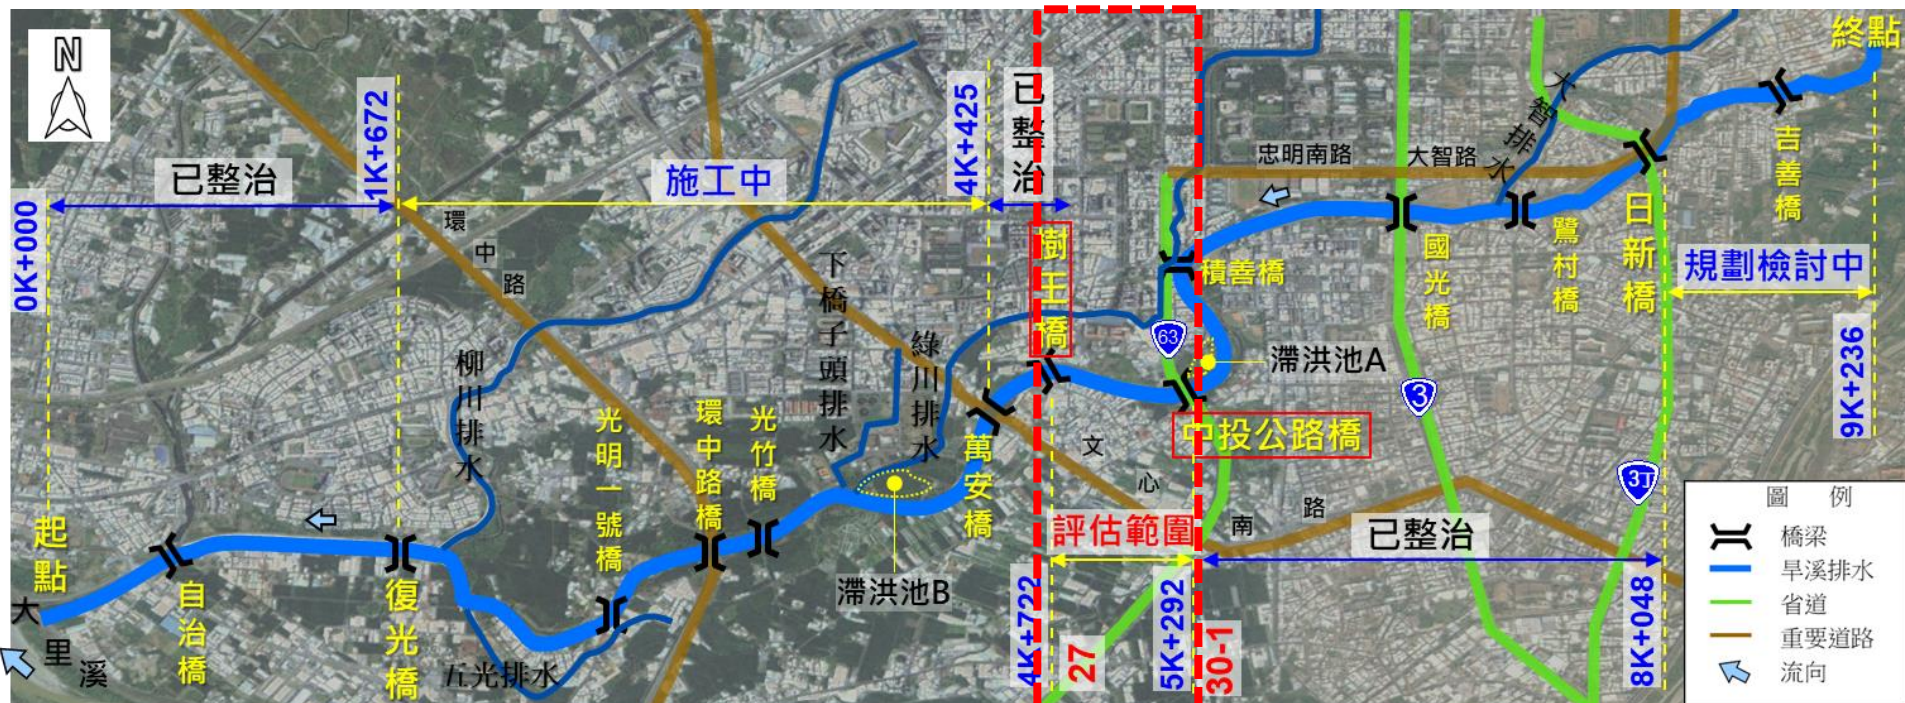 N
0K+000
已整治
1K+672
施工中
4K+425
已整治
忠明南路
大智路
大智排水
終點
吉善橋
日新橋
規劃檢討中
9K+236
鷺村橋
國光橋
積善橋
樹王橋
63
滯洪池A
中投公路橋
3
3丁
環中路
下橋子頭排水
綠川排水
柳川排水
光明一號橋
環中路橋
光竹橋
萬安橋
滯洪池B
文心南路
評估範圍
已整治
4K+722
27
5K+292
30-1
8K+048
起點
大里溪
自治橋
復光橋
五光排水
圖 例
橋梁
旱溪排水
省道
重要道路
流向